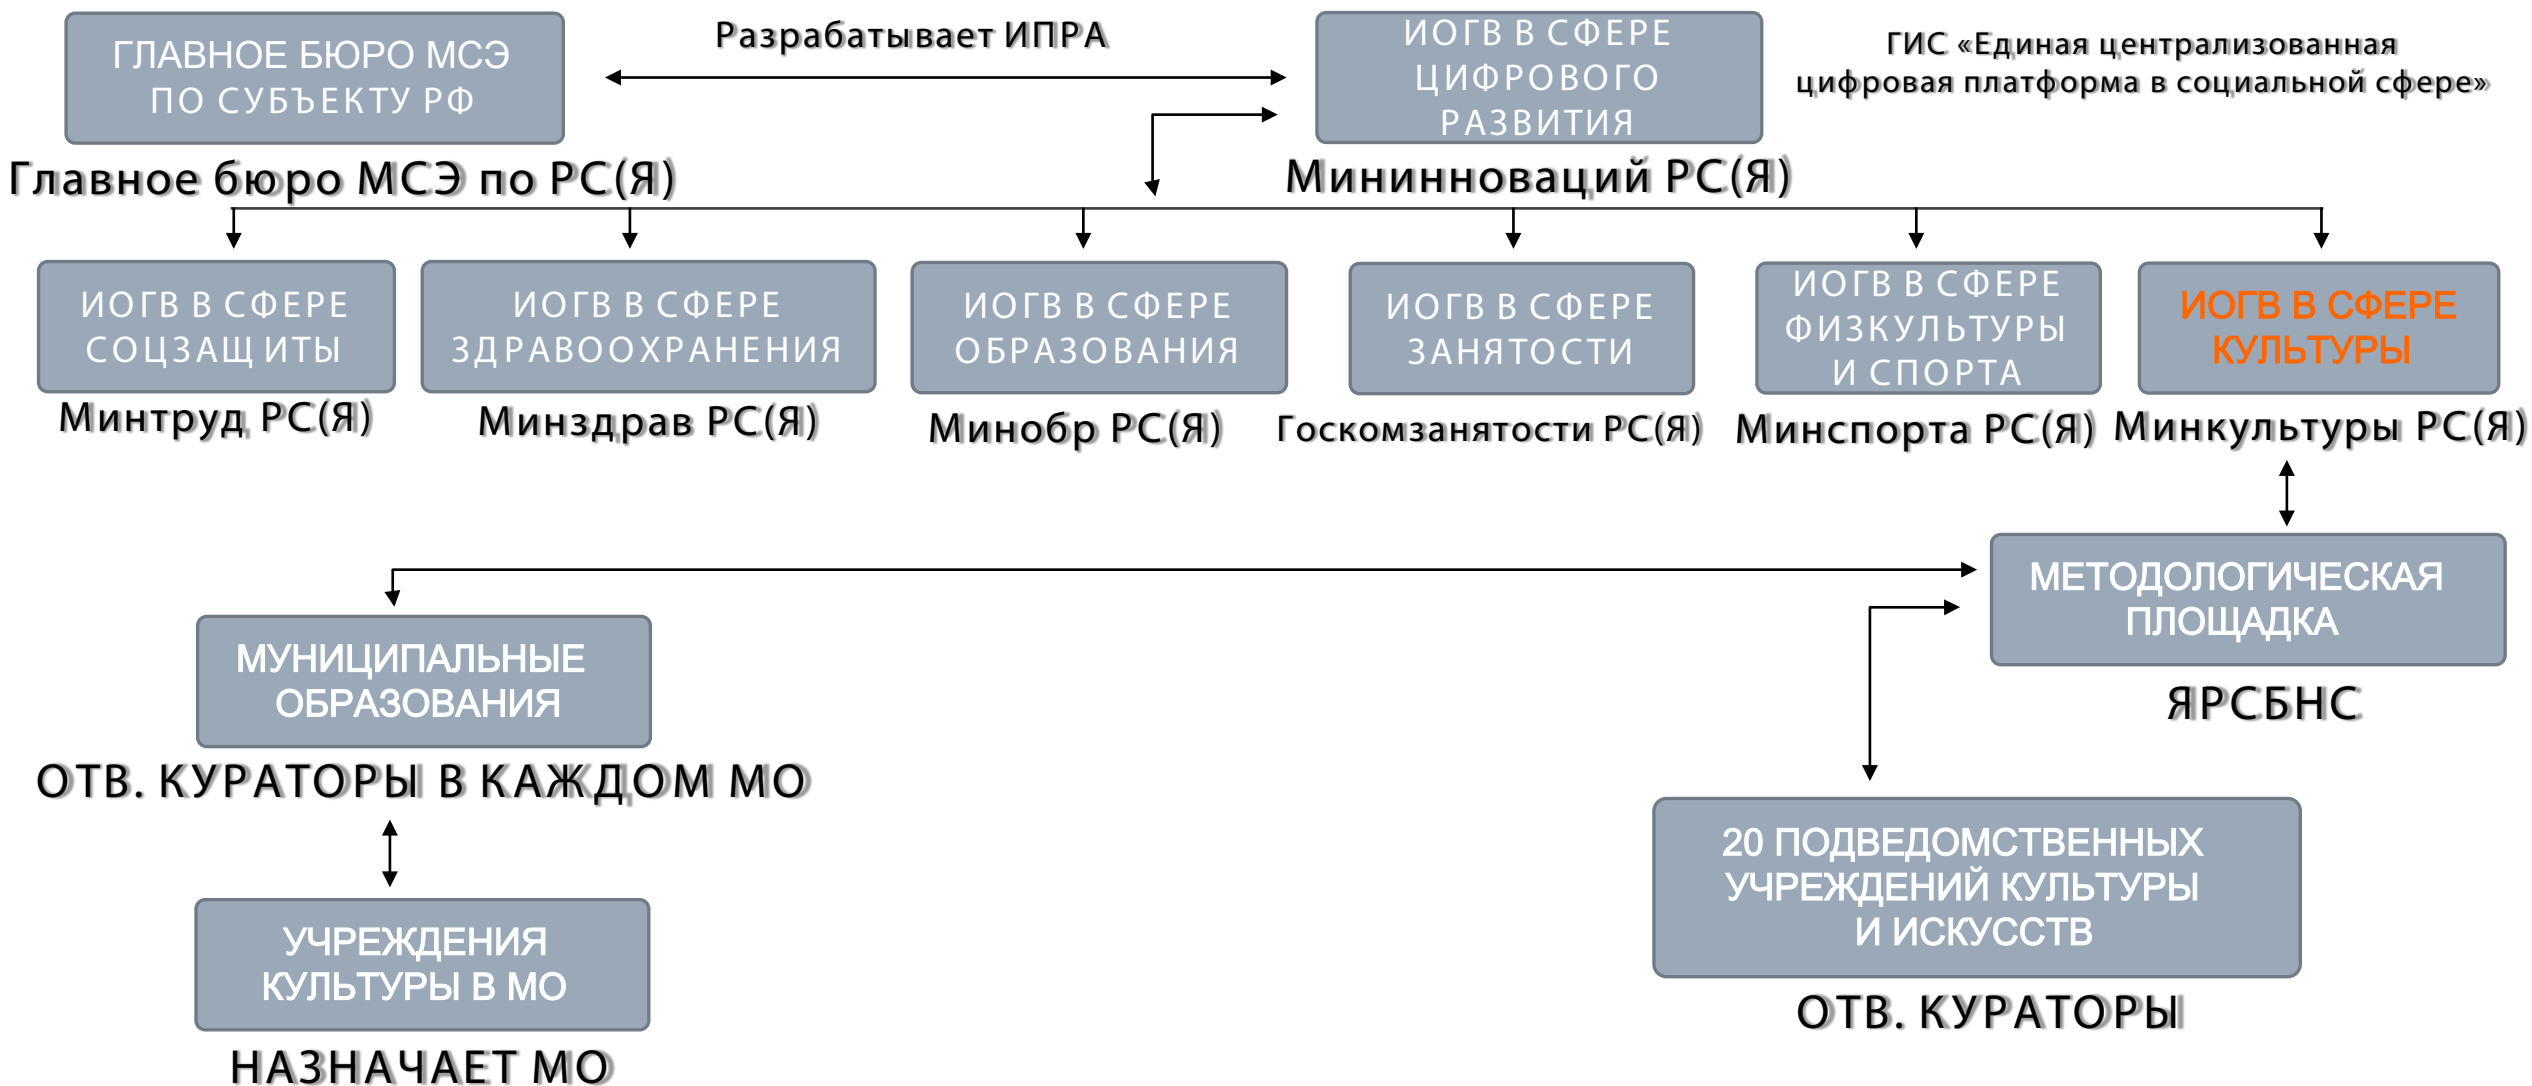 ГЛАВНОЕ БЮРО МСЭ
ПО СУБЪЕКТУ РФ
Главное бюро МСЭ по РС(Я)
Разрабатывает ИПРА
ИОГВ В СФЕРЕ
ЦИФРОВОГО
РАЗВИТИЯ
Мининноваций РС(Я)
ГИС «Единая централизованная
цифровая платформа в социальной сфере»
ИОГВ В СФЕРЕ
СОЦЗАЩИТЫ
Минтруд РС(Я)
ИОГВ В СФЕРЕ
ЗДРАВООХРАНЕНИЯ
Минздрав РС(Я)
ИОГВ В СФЕРЕ
ОБРАЗОВАНИЯ
Минобр РС(Я)
ИОГВ В СФЕРЕ
ЗАНЯТОСТИ
Госкомзанятости РС(Я)
ИОГВ В СФЕРЕ
ФИЗКУЛЬТУРЫ
И СПОРТА
Минспорта РС(Я)
ИОГВ В СФЕРЕ
КУЛЬТУРЫ
Минкультуры РС(Я)
МЕТОДОЛОГИЧЕСКАЯ
ПЛОЩАДКА
ЯРСБНС
МУНИЦИПАЛЬНЫЕ
ОБРАЗОВАНИЯ
ОТВ. КУРАТОРЫ В КАЖДОМ МО
20 ПОДВЕДОМСТВЕННЫХ
УЧРЕЖДЕНИЙ КУЛЬТУРЫ
И ИСКУССТВ
ОТВ. КУРАТОРЫ
УЧРЕЖДЕНИЯ
КУЛЬТУРЫ В МО
НАЗНАЧАЕТ МО